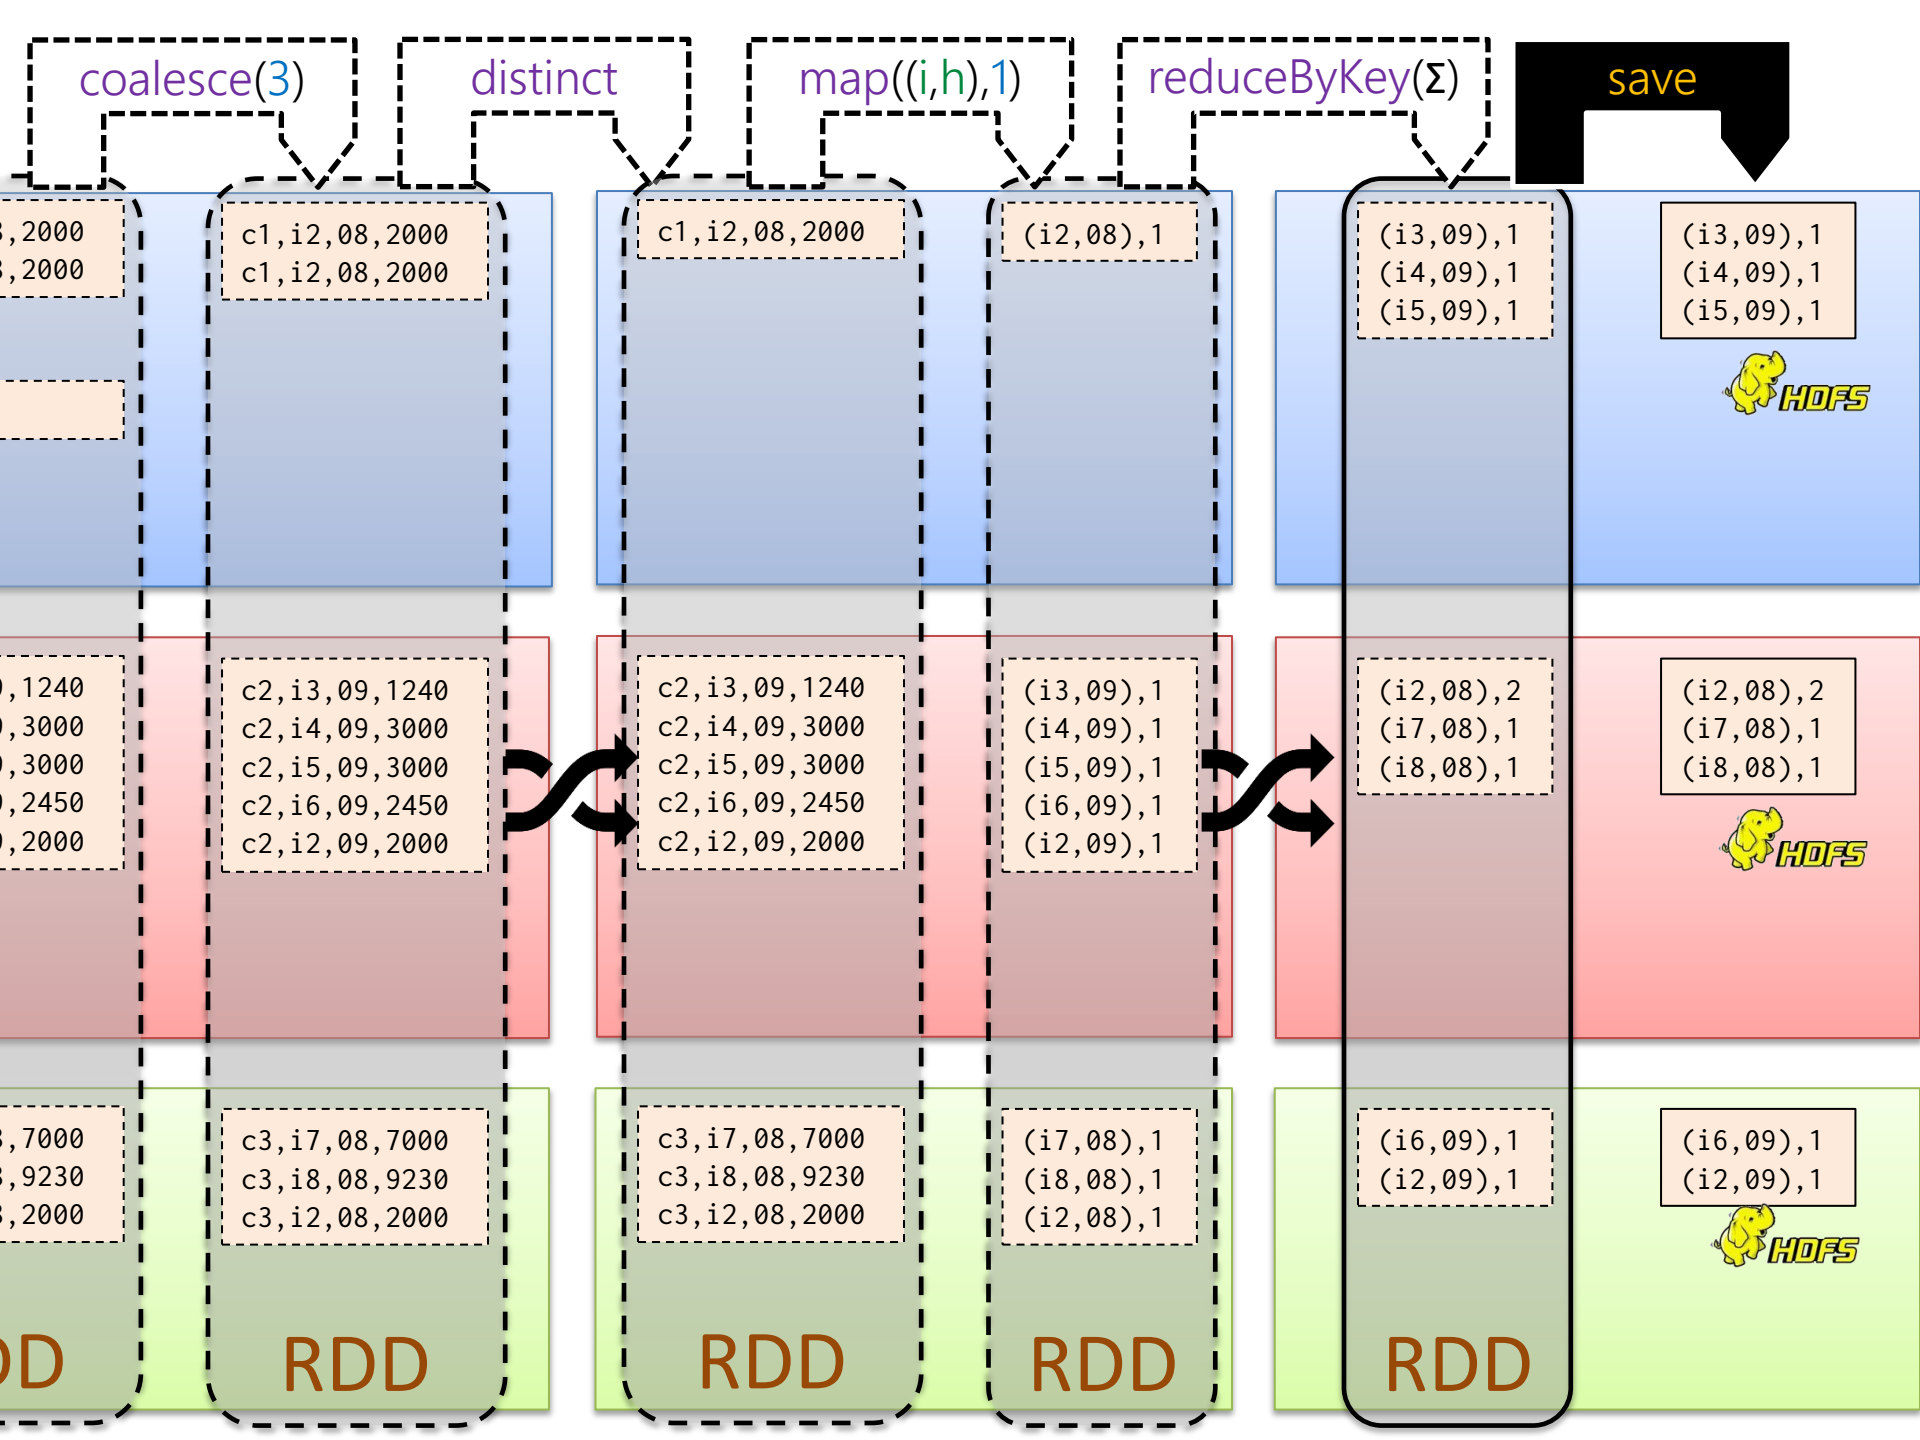 coalesce(3)
distinct
map((i,h),1)
reduceByKey(Σ)
save
,2000
,2000
c1,i2,08,2000
c1,i2,08,2000
c1,i2,08,2000
(i2,08),1
(i3,09),1
(i4,09),1
(i5,09),1
(i3,09),1
(i4,09),1
(i5,09),1
HDFS
,1240
,3000
,3000
,2450
,2000
c2,i3,09,1240
c2,i4,09,3000
c2,i5,09,3000
c2,i6,09,2450
c2,i2,09,2000
c2,i3,09,1240
c2,i4,09,3000
c2,i5,09,3000
c2,i6,09,2450
c2,i2,09,2000
(i3,09),1
(i4,09),1
(i5,09),1
(i6,09),1
(i2,09),1
(i2,08),2
(i7,08),1
(i8,08),1
(i2,08),2
(i7,08),1
(i8,08),1
HDFS
,7000
,9230
,2000
c3,i7,08,7000
c3,i8,08,9230
c3,i2,08,2000
c3,i7,08,7000
c3,i8,08,9230
c3,i2,08,2000
(i7,08),1
(i8,08),1
(i2,08),1
(i6,09),1
(i2,09),1
(i6,09),1
(i2,09),1
HDFS
DD
RDD
RDD
RDD
RDD